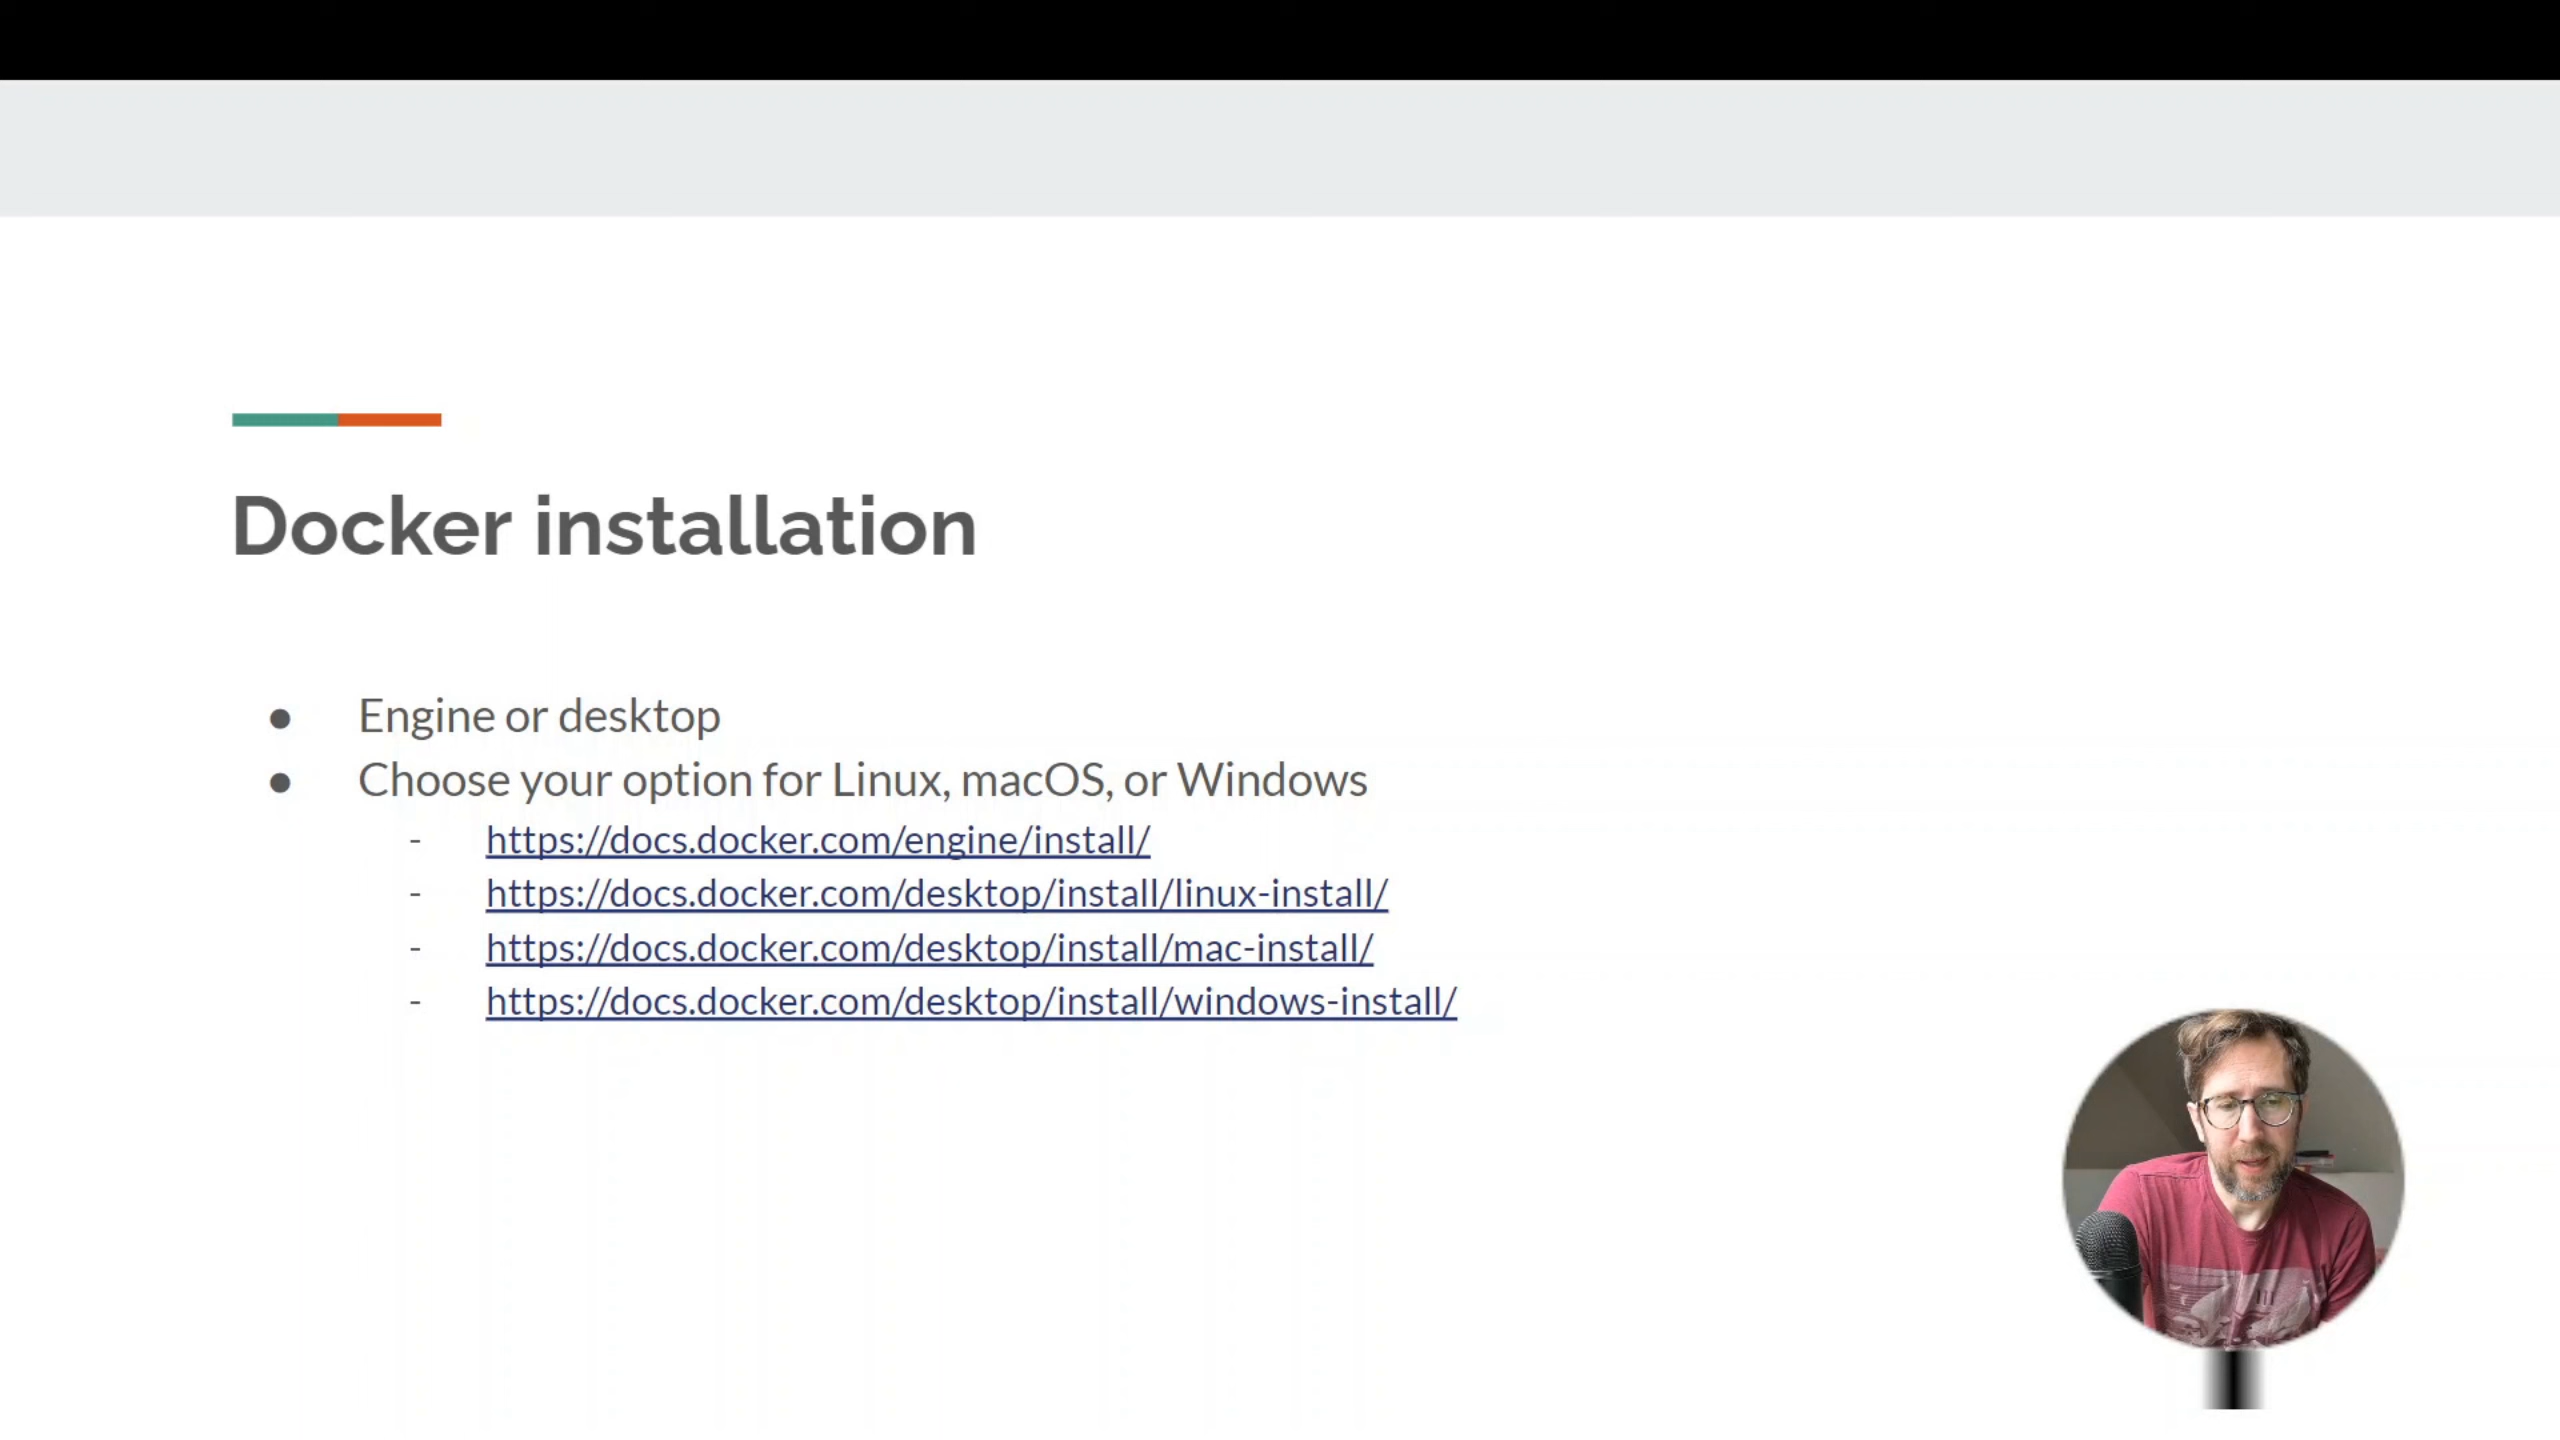 Docker installation
● Engine or desktop
● Choose your option for Linux, macOS, or Windows
- https://docs.docker.com/engine/install/
- https://docs.docker.com/desktop/install/linux-install/
- https://docs.docker.com/desktop/install/mac-install/
- https://docs.docker.com/desktop/install/windows-install/